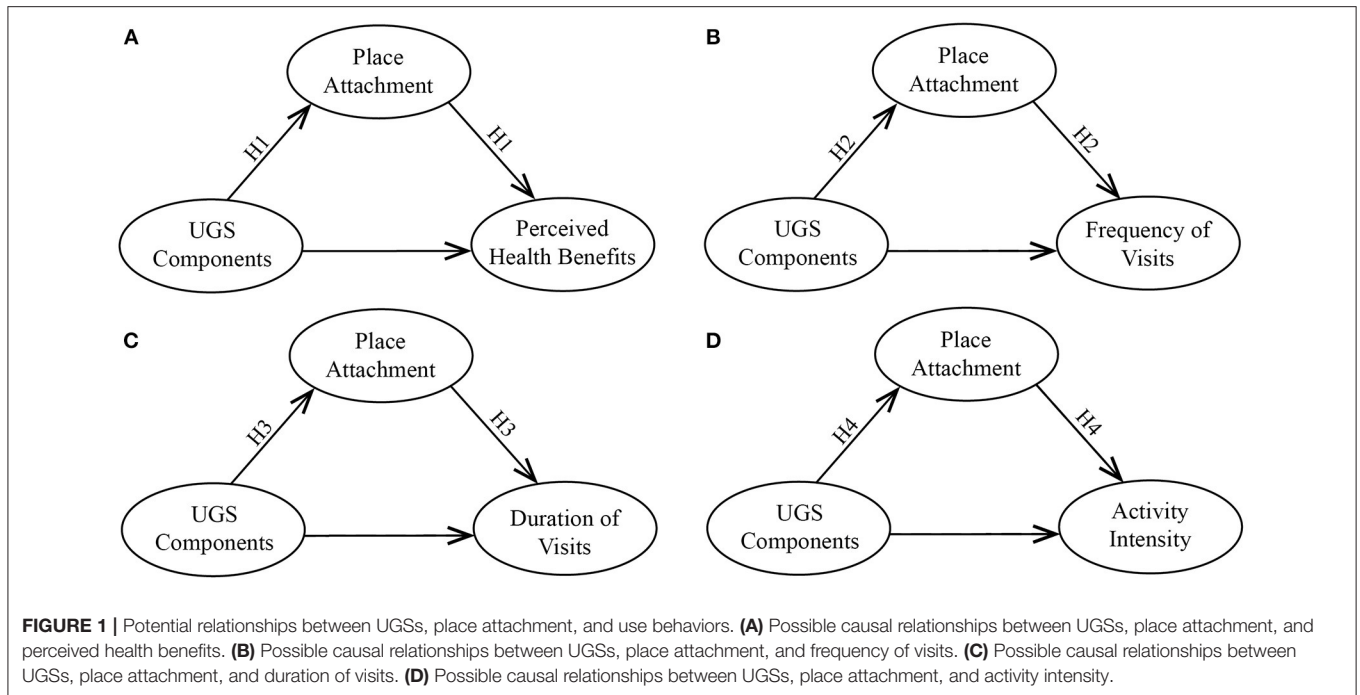 A
Place
Attachment
H1
H1
UGS
Components
Perceived
Health Benefits
B
Place
Attachment
H2
H2
UGS
Components
Frequency of
Visits
C
Place
Attachment
H3
H3
UGS
Components
Duration of
Visits
D
Place
Attachment
H4
H4
UGS
Components
Activity
Intensity
FIGURE 1 | Potential relationships between UGSs, place attachment, and use behaviors. (A) Possible causal relationships between UGSs, place attachment, and
perceived health benefits. (B) Possible causal relationships between UGSs, place attachment, and frequency of visits. (C) Possible causal relationships between
UGSs, place attachment, and duration of visits. (D) Possible causal relationships between UGSs, place attachment, and activity intensity.